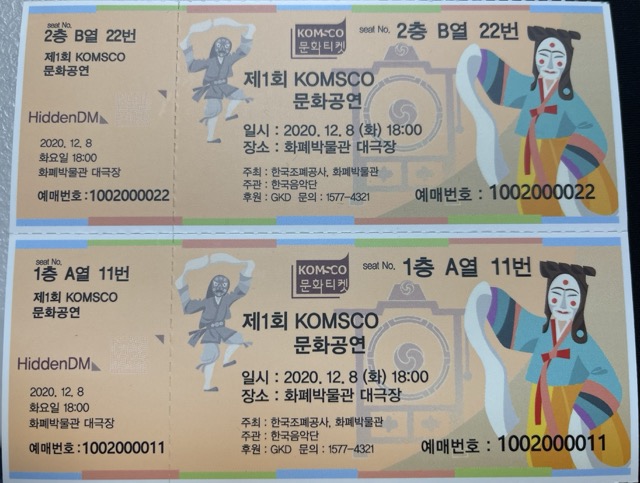 seat No.
2층 B열 22번
제1회 KOMSCO
문화공연
HiddenDM
2020. 12. 8
화요일 18:00
화폐박물관 대극장
예매번호 : 1002000022
KOMSCO
문화티켓
seat No. 2층 B열 22번
제1회 KOMSCO
문화공연
일시 : 2020. 12. 8 (화) 18:00
장소 : 화폐박물관 대극장
주최 : 한국조폐공사, 화폐박물관
주관 : 한국음악단
후원 : GKD 문의 : 1577-4321
예매번호 : 1002000022
seat No.
1층 A열 11번
제1회 KOMSCO
문화공연
HiddenDM
2020. 12. 8
화요일 18:00
화폐박물관 대극장
예매번호 : 1002000011
KOMSCO
문화티켓
seat No. 1층 A열 11번
제1회 KOMSCO
문화공연
일시 : 2020. 12. 8 (화) 18:00
장소 : 화폐박물관 대극장
주최 : 한국조폐공사, 화폐박물관
주관 : 한국음악단
후원 : GKD 문의 : 1577-4321
예매번호 : 1002000011